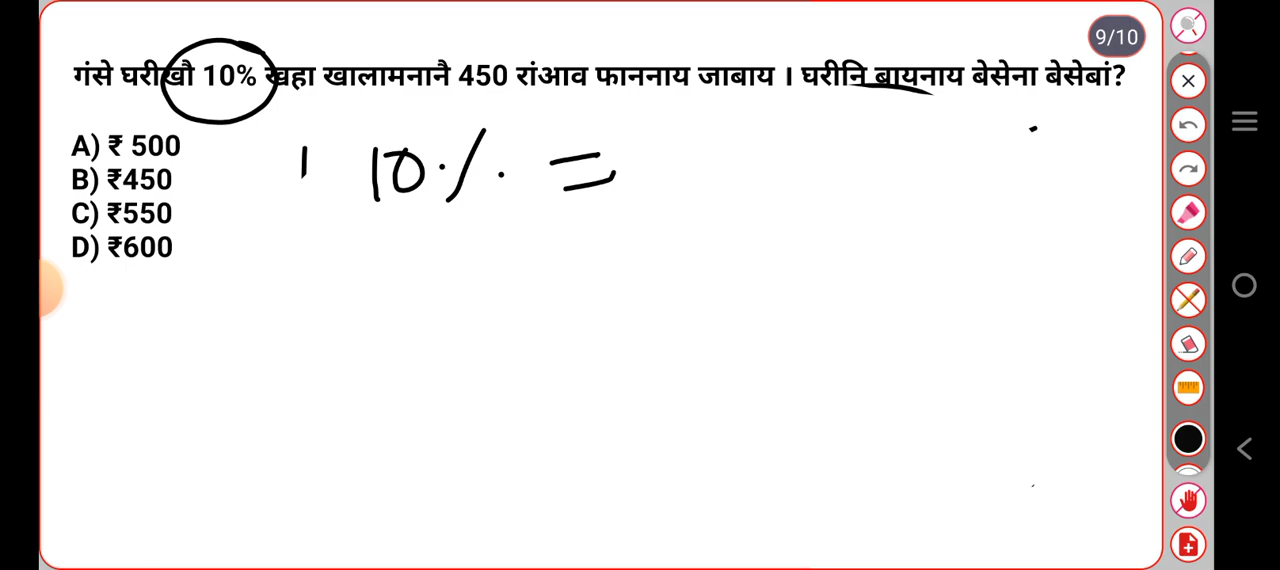 9/10
गंसे घरीखौ 10% खहा खालामनानै 450 रांआव फाननाय जाबाय । घरीनि बायनाय बेसेना बेसेबां?
A) ₹ 500
B) ₹450
C) ₹550
D) ₹600
10% =